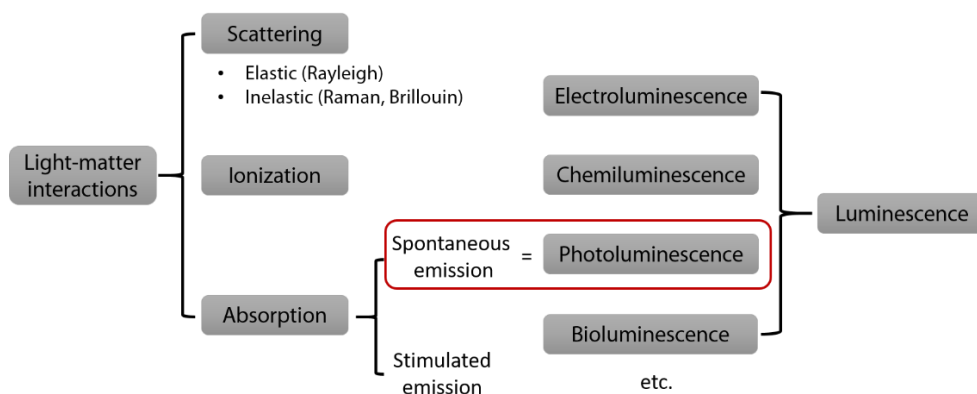 Scattering
• Elastic (Rayleigh)
• Inelastic (Raman, Brillouin)
Light-matter
interactions
Ionization
Absorption
Spontaneous
emission
=
Stimulated
emission
Electroluminescence
Chemiluminescence
Photoluminescence
Bioluminescence
etc.
Luminescence